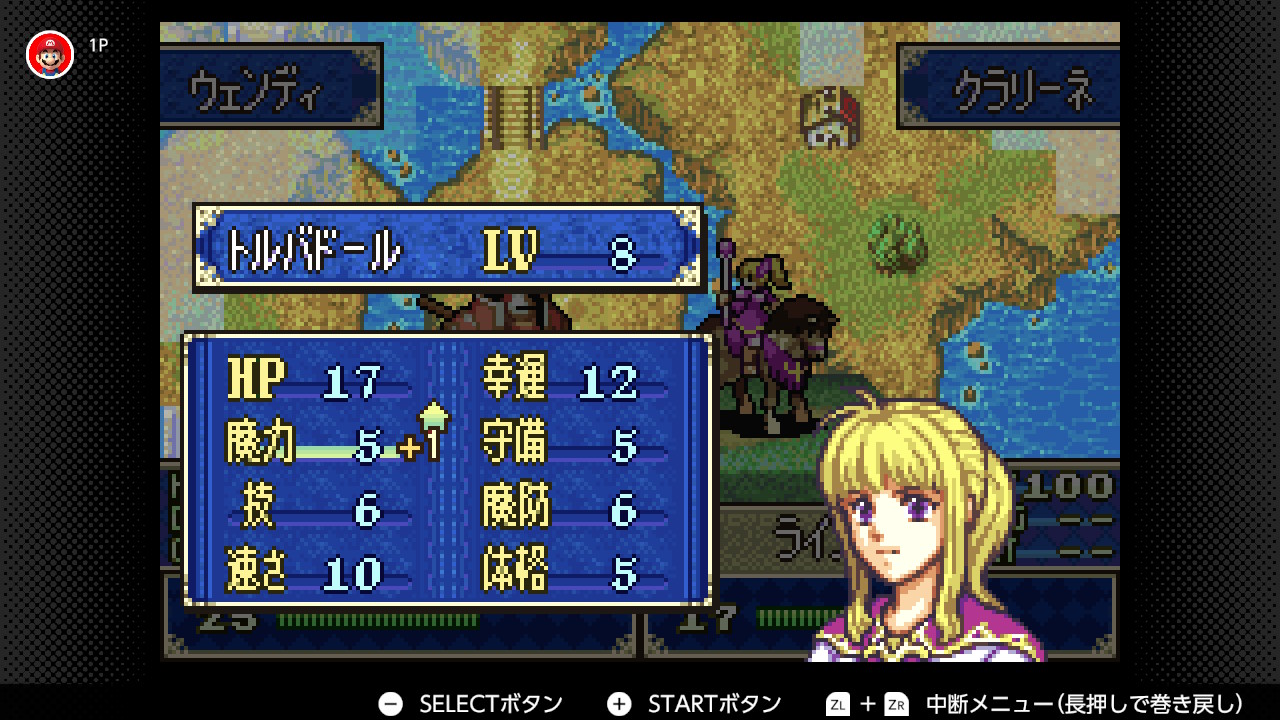 1P
ウェンディ クラリーネ
トルバドール LV 8
HP 17 幸運 12
魔力 5 +1 守備 5
技 6 魔防 6
速さ 10 体格 5
100
ライ
-- 
--
25 17
SELECTボタン STARTボタン ZL + ZR 中断メニュー(長押しで巻き戻し)